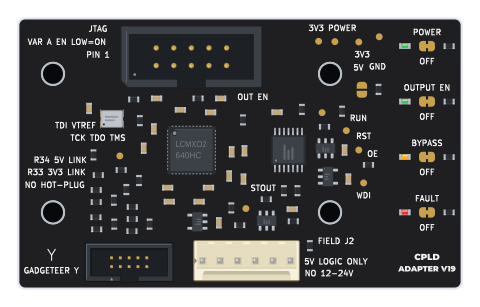 JTAG
VAR A EN LOW=ON
PIN 1
3V3 POWER
3V3
5V GND
POWER
OFF
OUT EN
OUTPUT EN
OFF
TDI VTREF
TCK TDO TMS
LCMXO2
640HC
RUN
RST
OE
BYPASS
OFF
R34 5V LINK
R33 3V3 LINK
NO HOT-PLUG
STOUT
WDI
FAULT
OFF
Y
GADGETEER Y
FIELD J2
5V LOGIC ONLY
NO 12-24V
CPLD
ADAPTER V19